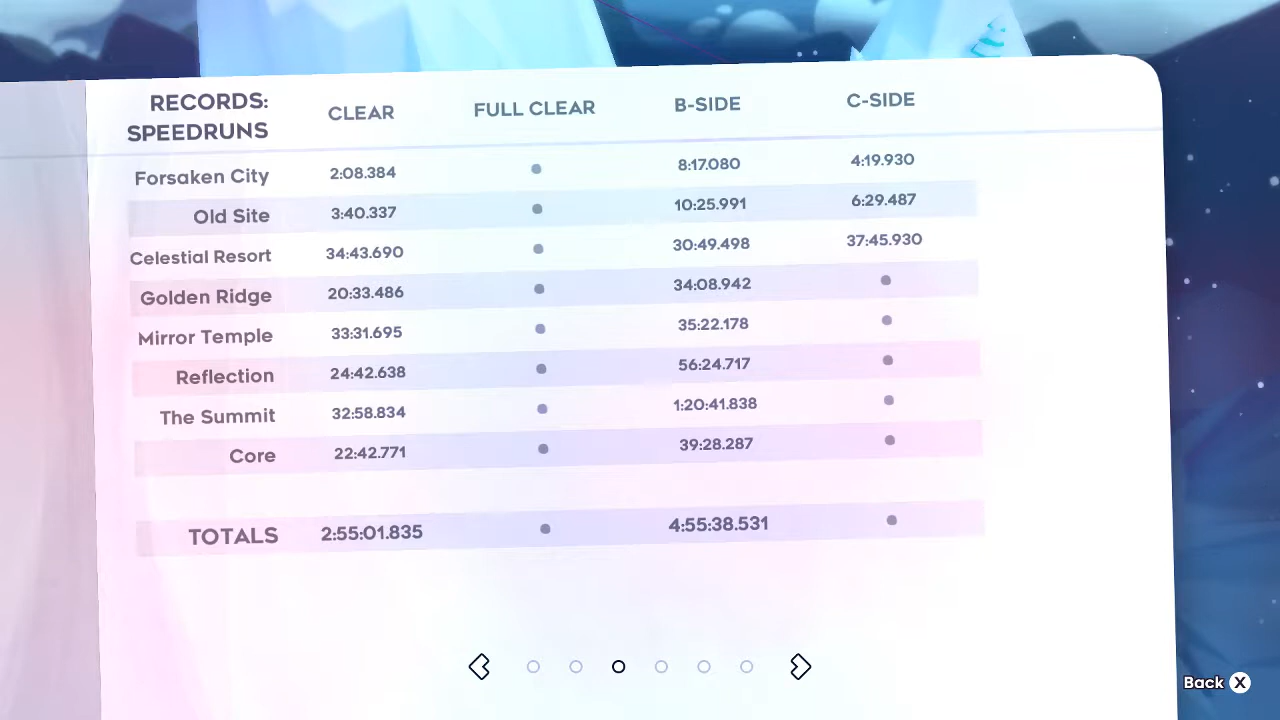 RECORDS: SPEEDRUNS CLEAR FULL CLEAR B-SIDE C-SIDE
Forsaken City 2:08.384 • 8:17.080 4:19.930
Old Site 3:40.337 • 10:25.991 6:29.487
Celestial Resort 34:43.690 • 30:49.498 37:45.930
Golden Ridge 20:33.486 • 34:08.942 •
Mirror Temple 33:31.695 • 35:22.178 •
Reflection 24:42.638 • 56:24.717 •
The Summit 32:58.834 • 1:20:41.838 •
Core 22:42.771 • 39:28.287 •
TOTALS 2:55:01.835 • 4:55:38.531 •
Back X